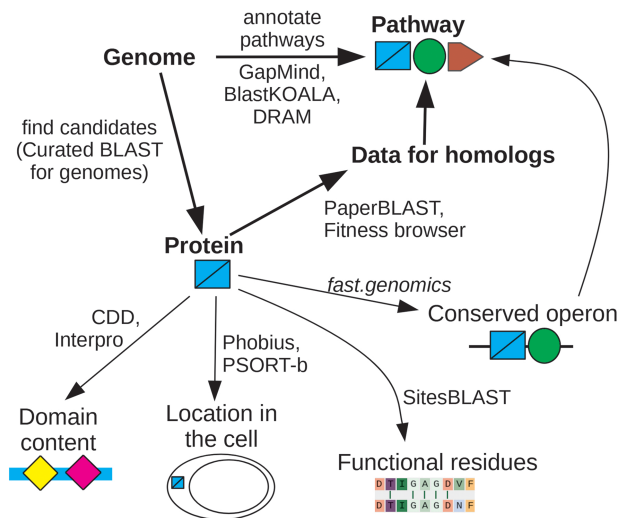 annotate
pathways
Pathway
Genome
GapMind,
BlastKOALA,
DRAM
find candidates
(Curated BLAST
for genomes)
Data for homologs
PaperBLAST,
Fitness browser
Protein
fast.genomics
Conserved operon
CDD,
Interpro
Phobius,
PSORT-b
SitesBLAST
Domain
content
Location in
the cell
Functional residues
D T I G A G D V F
D T I G A G D N F